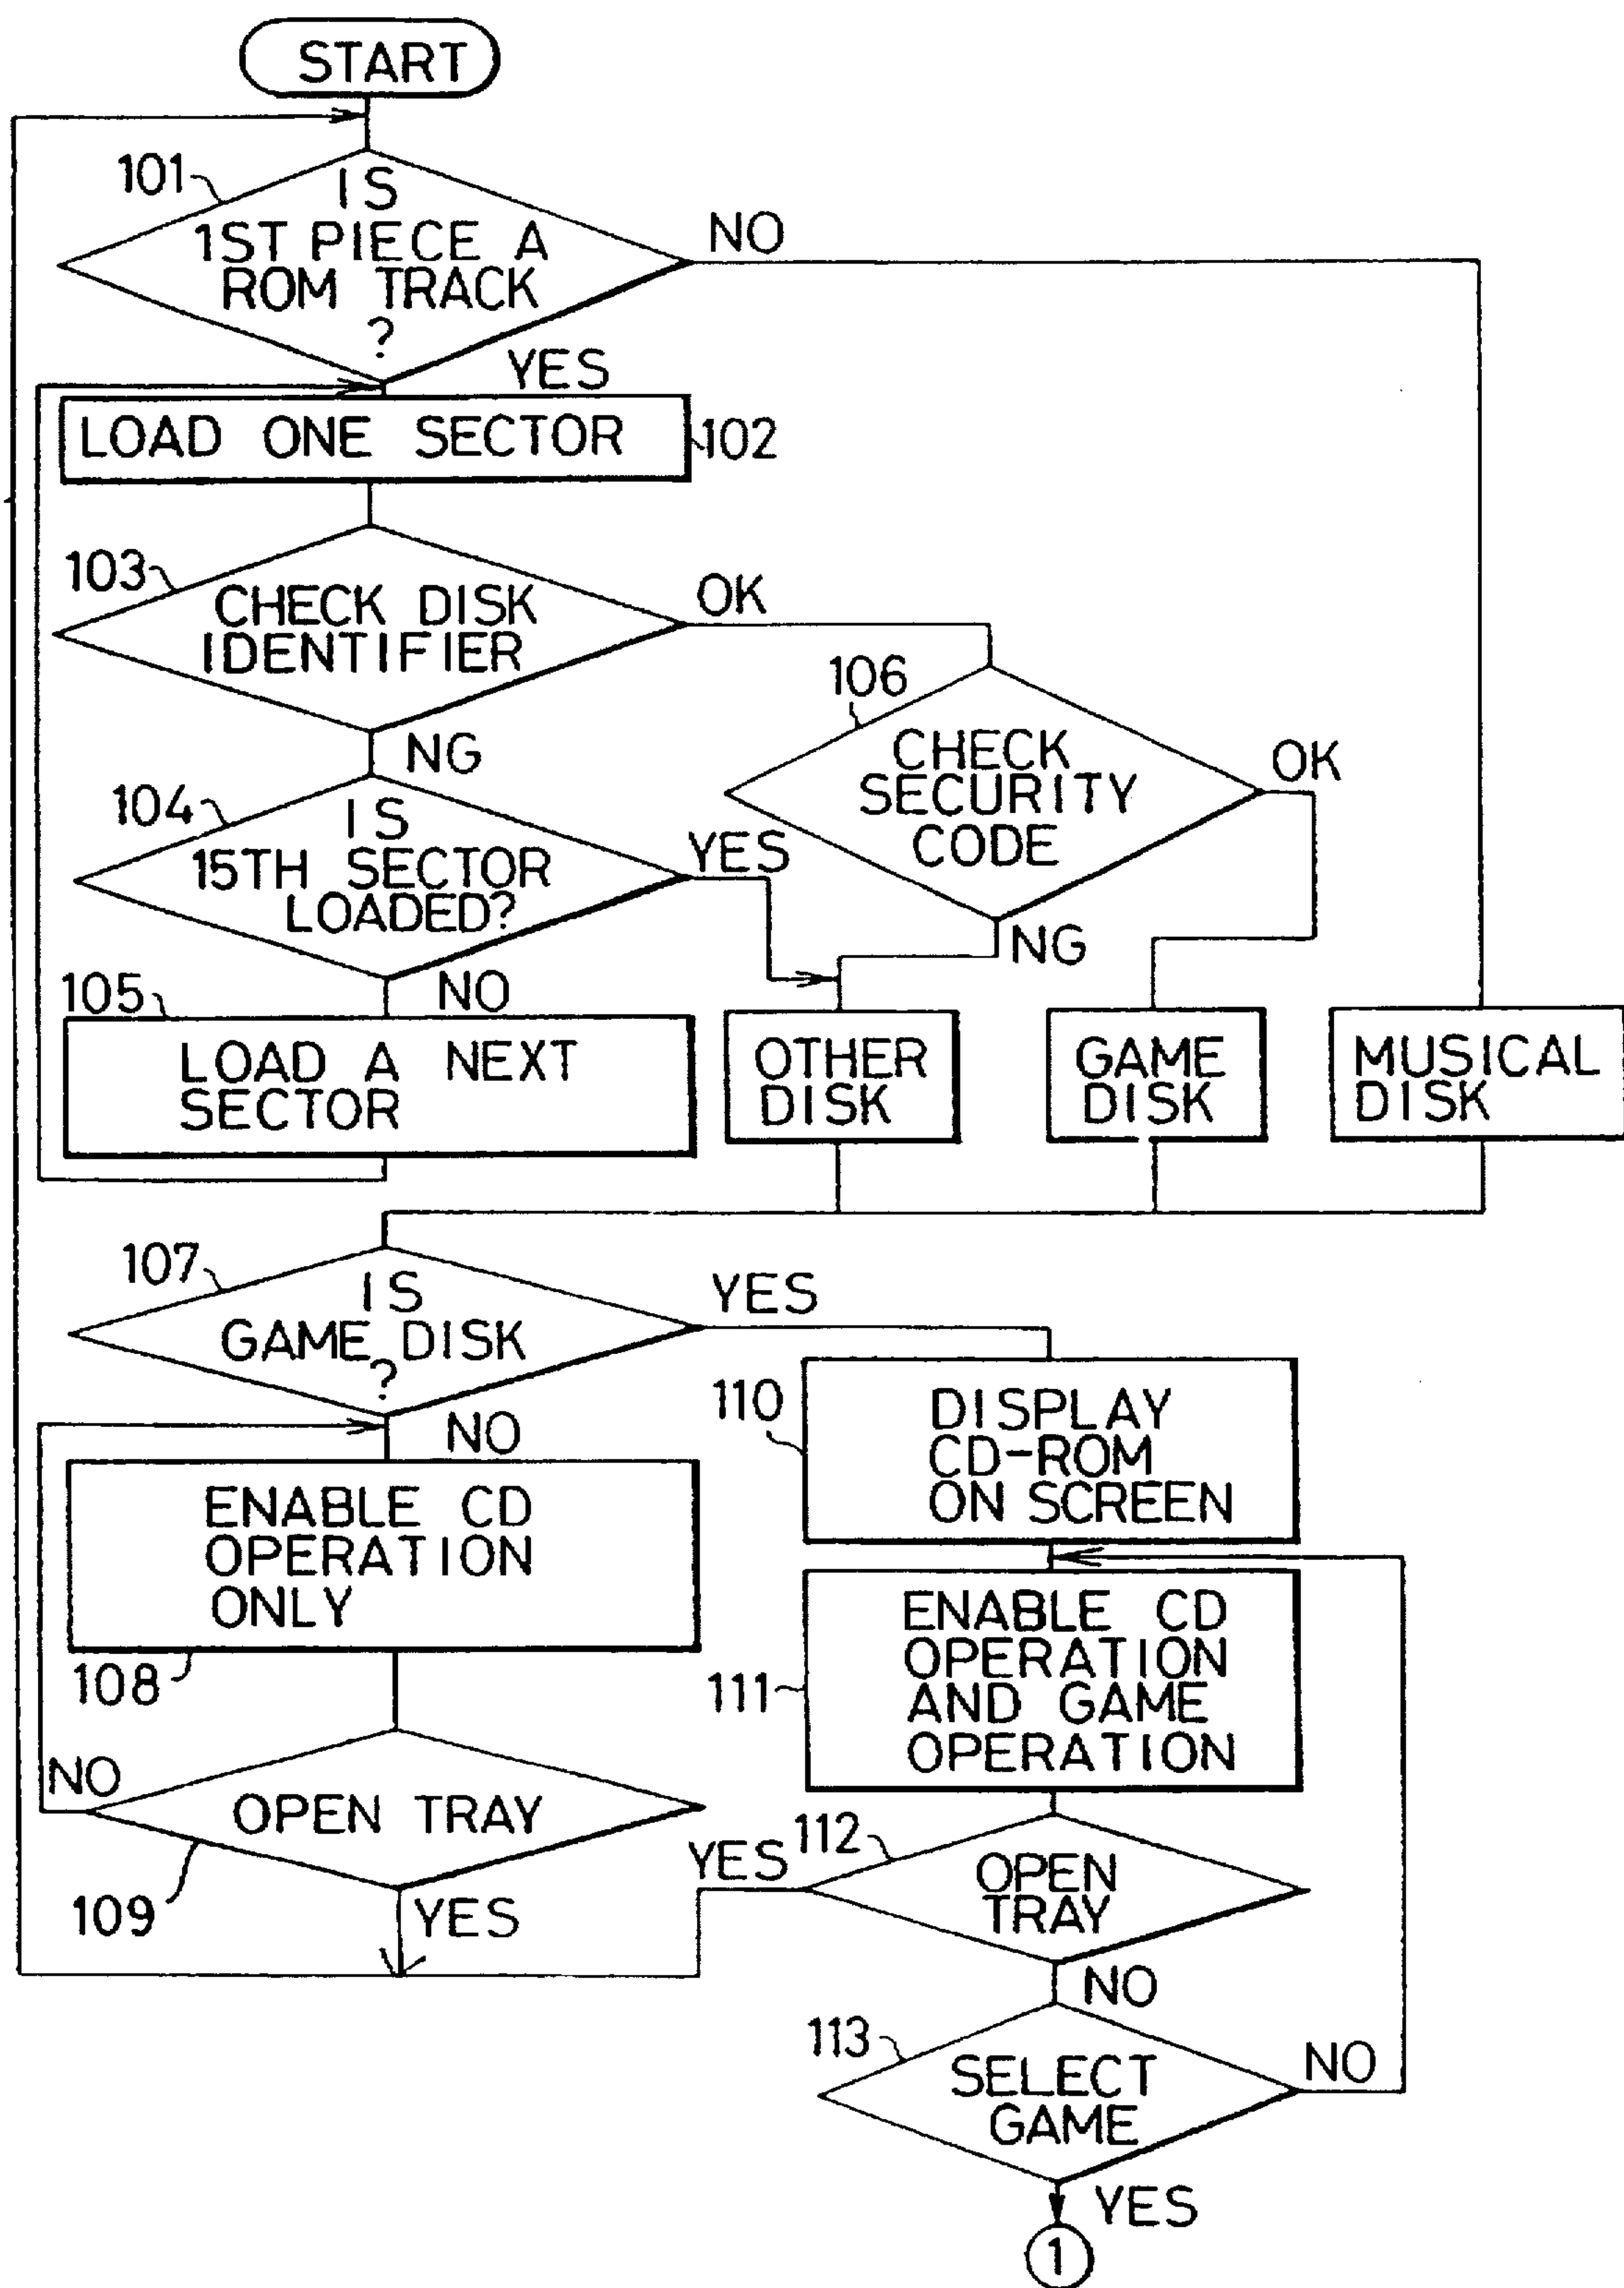 START
101
IS
1ST PIECE A
ROM TRACK
?
NO
YES
LOAD ONE SECTOR
102
103
CHECK DISK
IDENTIFIER
OK
NG
106
CHECK
SECURITY
CODE
OK
NG
104
IS
15TH SECTOR
LOADED?
YES
NO
105
LOAD A NEXT
SECTOR
OTHER
DISK
GAME
DISK
MUSICAL
DISK
107
IS
GAME DISK
?
YES
NO
110
DISPLAY
CD-ROM
ON SCREEN
ENABLE CD
OPERATION
ONLY
108
111
ENABLE CD
OPERATION
AND GAME
OPERATION
NO
OPEN TRAY
109
YES
112
YES
OPEN
TRAY
NO
113
SELECT
GAME
NO
YES
1